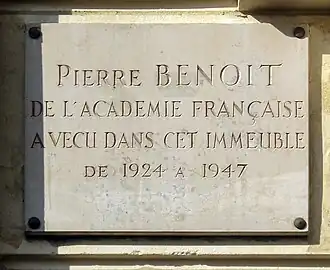 PIERRE BENOIT
DE L'ACADEMIE FRANÇAISE
A VECU DANS CET IMMEUBLE
DE 1924 A 1947